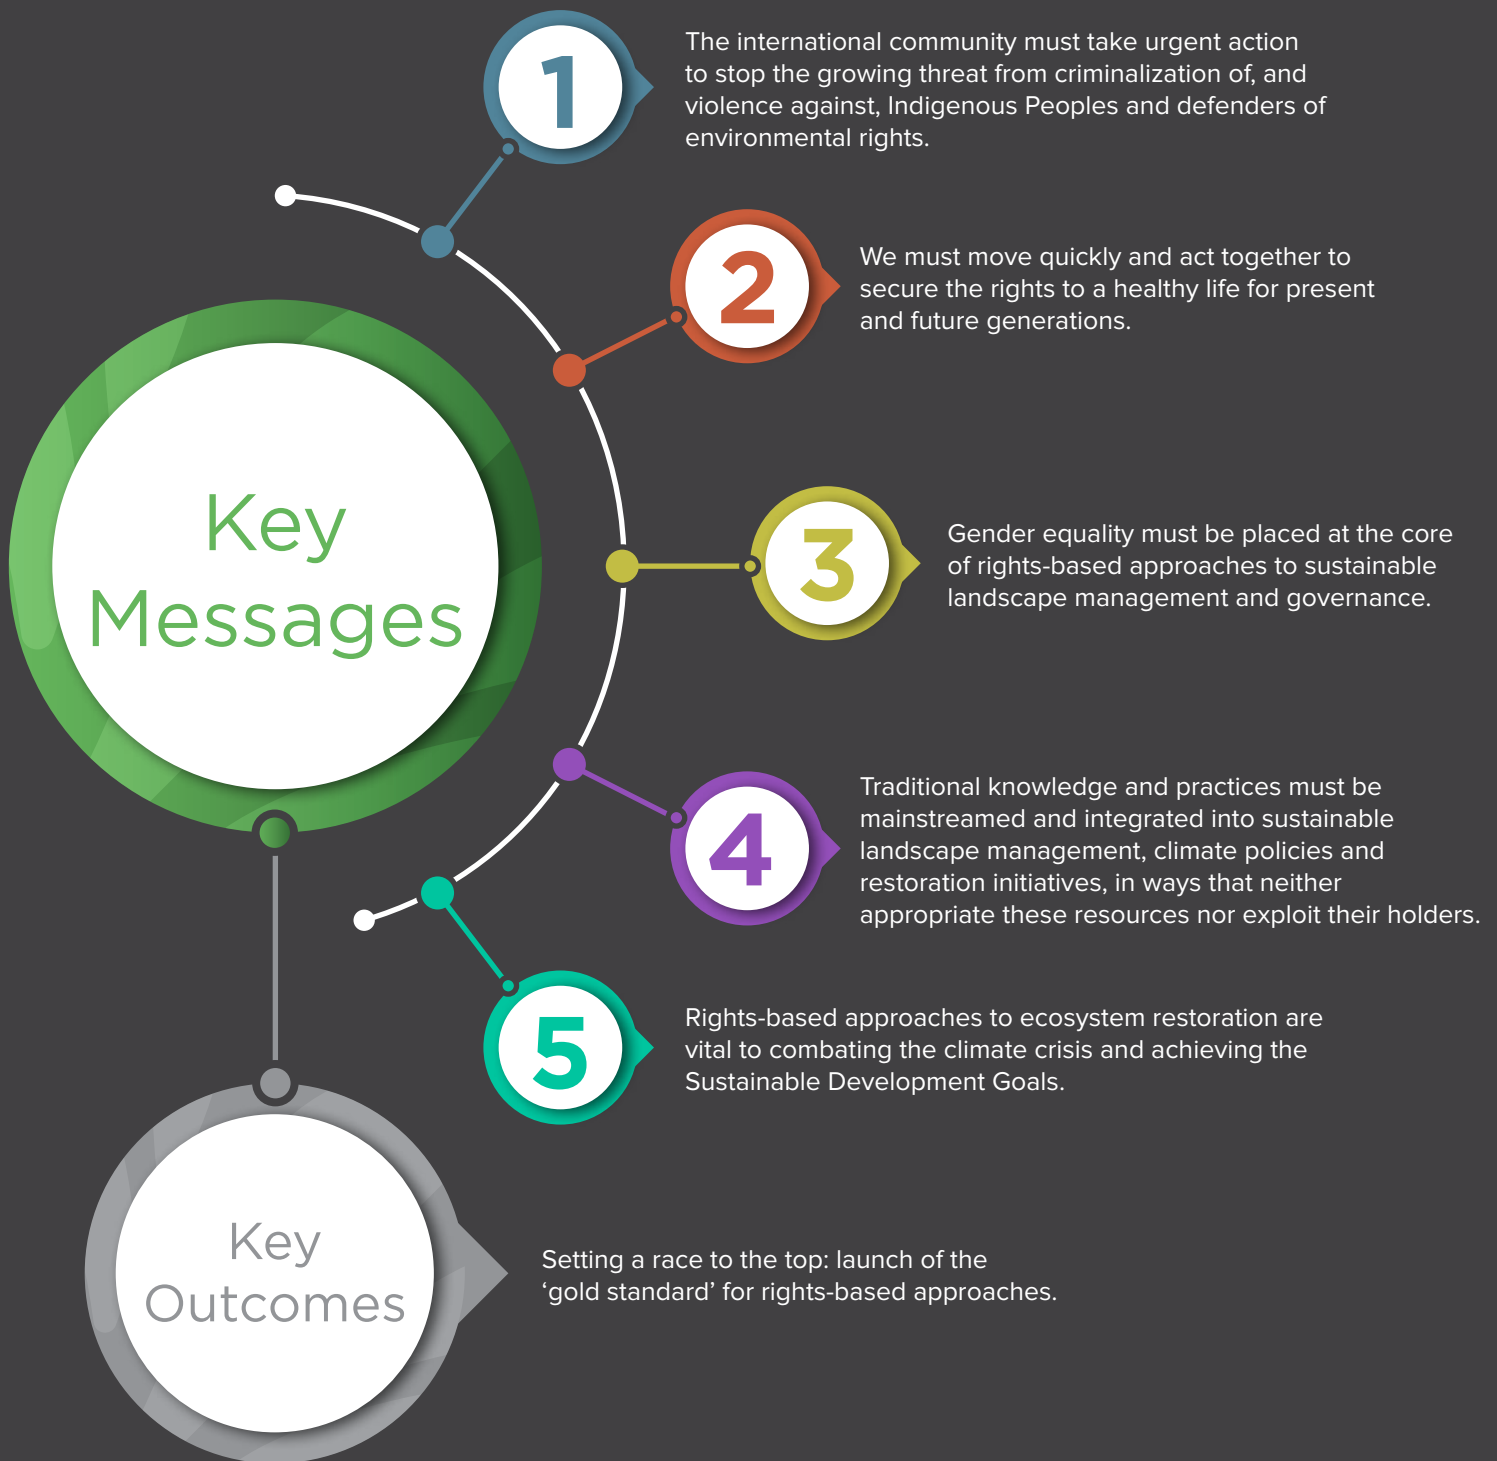 1
The international community must take urgent action
to stop the growing threat from criminalization of, and
violence against, Indigenous Peoples and defenders of
environmental rights.
2
We must move quickly and act together to
secure the rights to a healthy life for present
and future generations.
Key
Messages
3
Gender equality must be placed at the core
of rights-based approaches to sustainable
landscape management and governance.
4
Traditional knowledge and practices must be
mainstreamed and integrated into sustainable
landscape management, climate policies and
restoration initiatives, in ways that neither
appropriate these resources nor exploit their holders.
5
Rights-based approaches to ecosystem restoration are
vital to combating the climate crisis and achieving the
Sustainable Development Goals.
Key
Outcomes
Setting a race to the top: launch of the
‘gold standard’ for rights-based approaches.